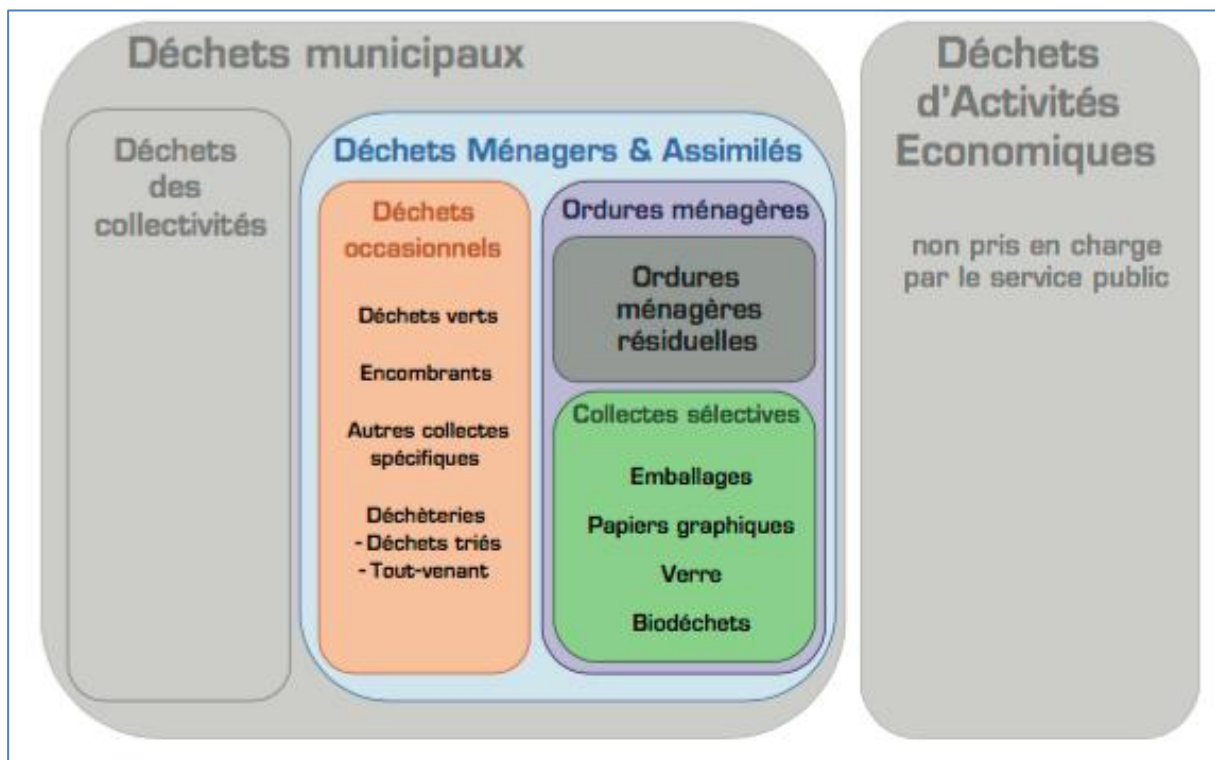 Déchets municipaux
Déchets
des
collectivités
Déchets Ménagers & Assimilés
Déchets
occasionnels
Déchets verts
Encombrants
Autres collectes
spécifiques
Déchèteries
- Déchets triés
- Tout-venant
Ordures ménagères
Ordures
ménagères
résiduelles
Collectes sélectives
Emballages
Papiers graphiques
Verre
Biodéchets
Déchets
d'Activités
Economiques
non pris en charge
par le service public